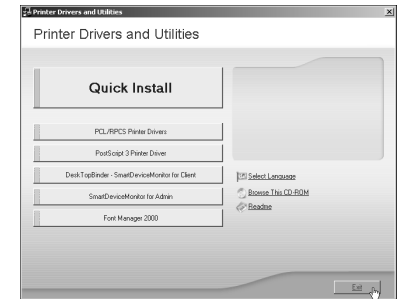 Printer Drivers and Utilities
Printer Drivers and Utilities
Quick Install
PCL/RPCS Printer Drivers
PostScript 3 Printer Driver
DeskTopBinder - SmartDeviceMonitor for Client
SmartDeviceMonitor for Admin
Font Manager 2000
Select Language
Browse This CD-ROM
Readme
Exit